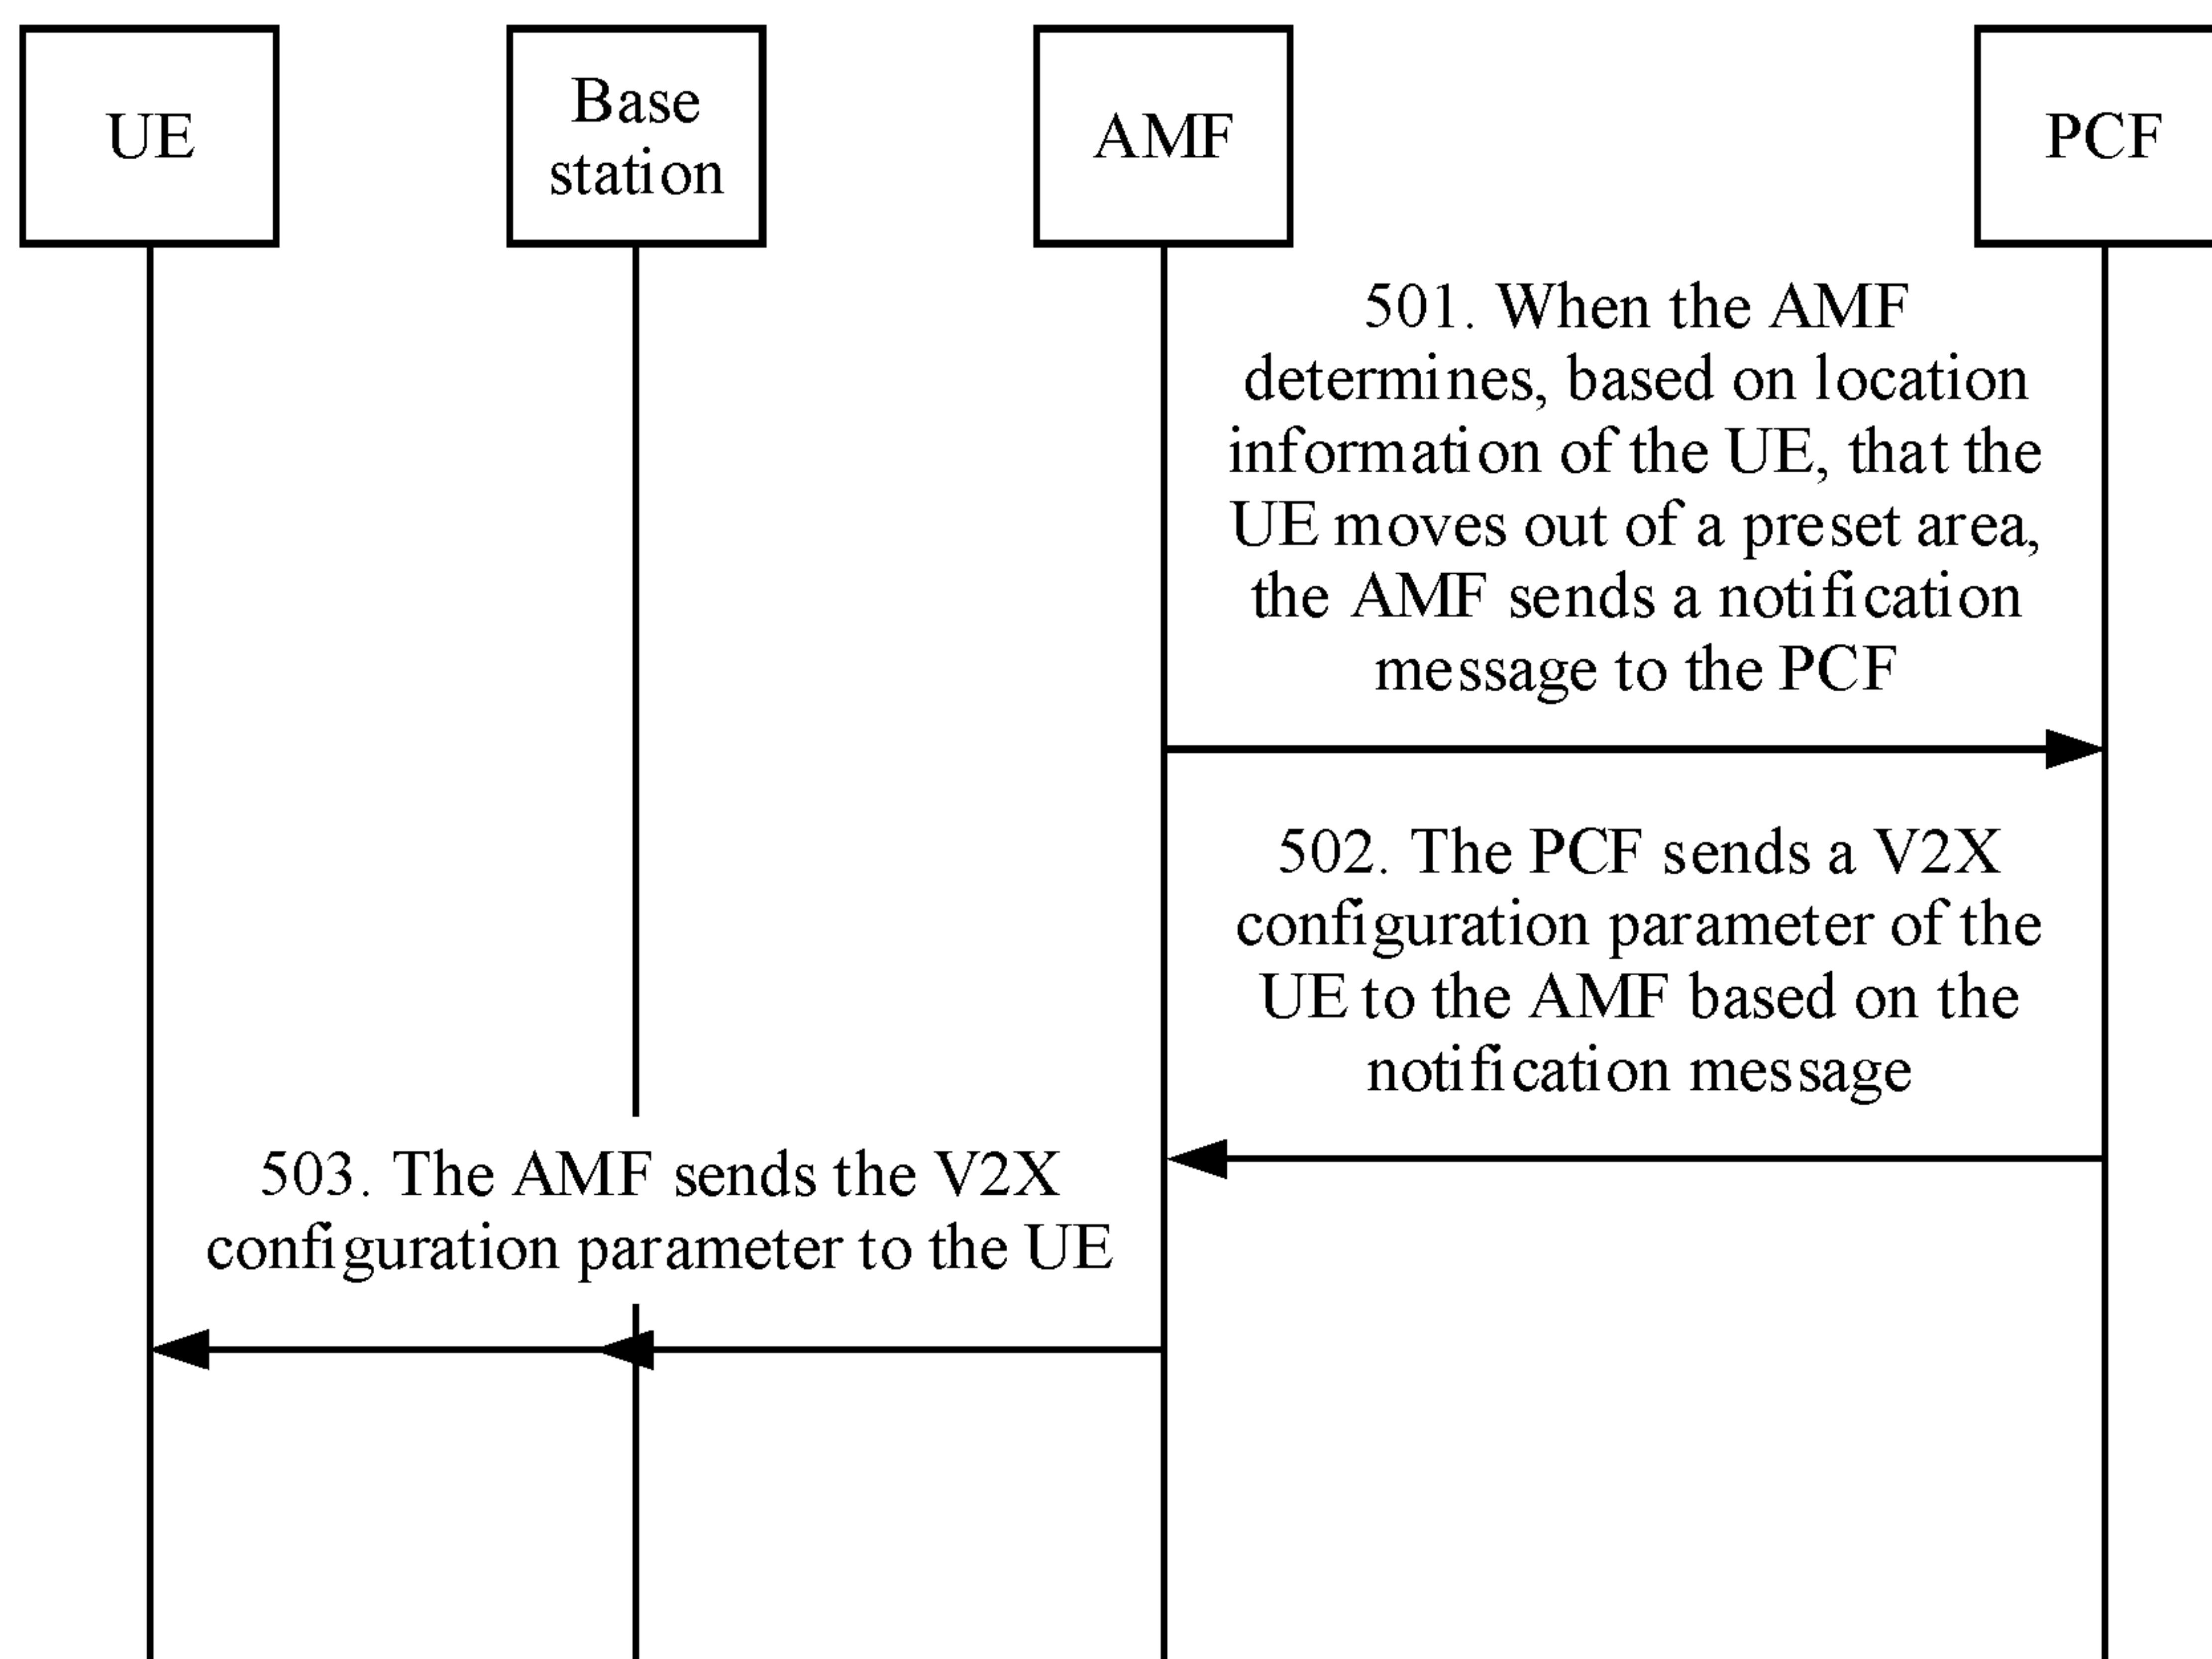 UE
Base
station
AMF
PCF
501. When the AMF
determines, based on location
information of the UE, that the
UE moves out of a preset area,
the AMF sends a notification
message to the PCF
502. The PCF sends a V2X
configuration parameter of the
UE to the AMF based on the
notification message
503. The AMF sends the V2X
configuration parameter to the UE